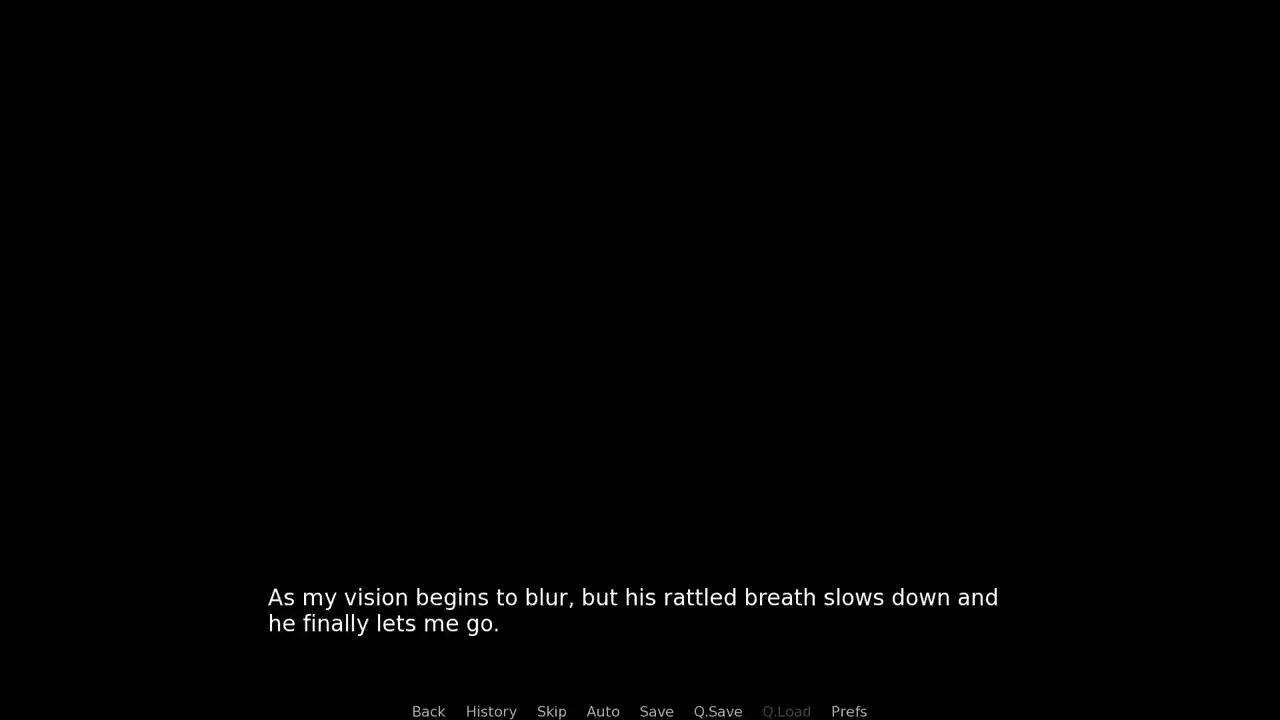 As my vision begins to blur, but his rattled breath slows down and
he finally lets me go.
Back History Skip Auto Save Q.Save Q.Load Prefs